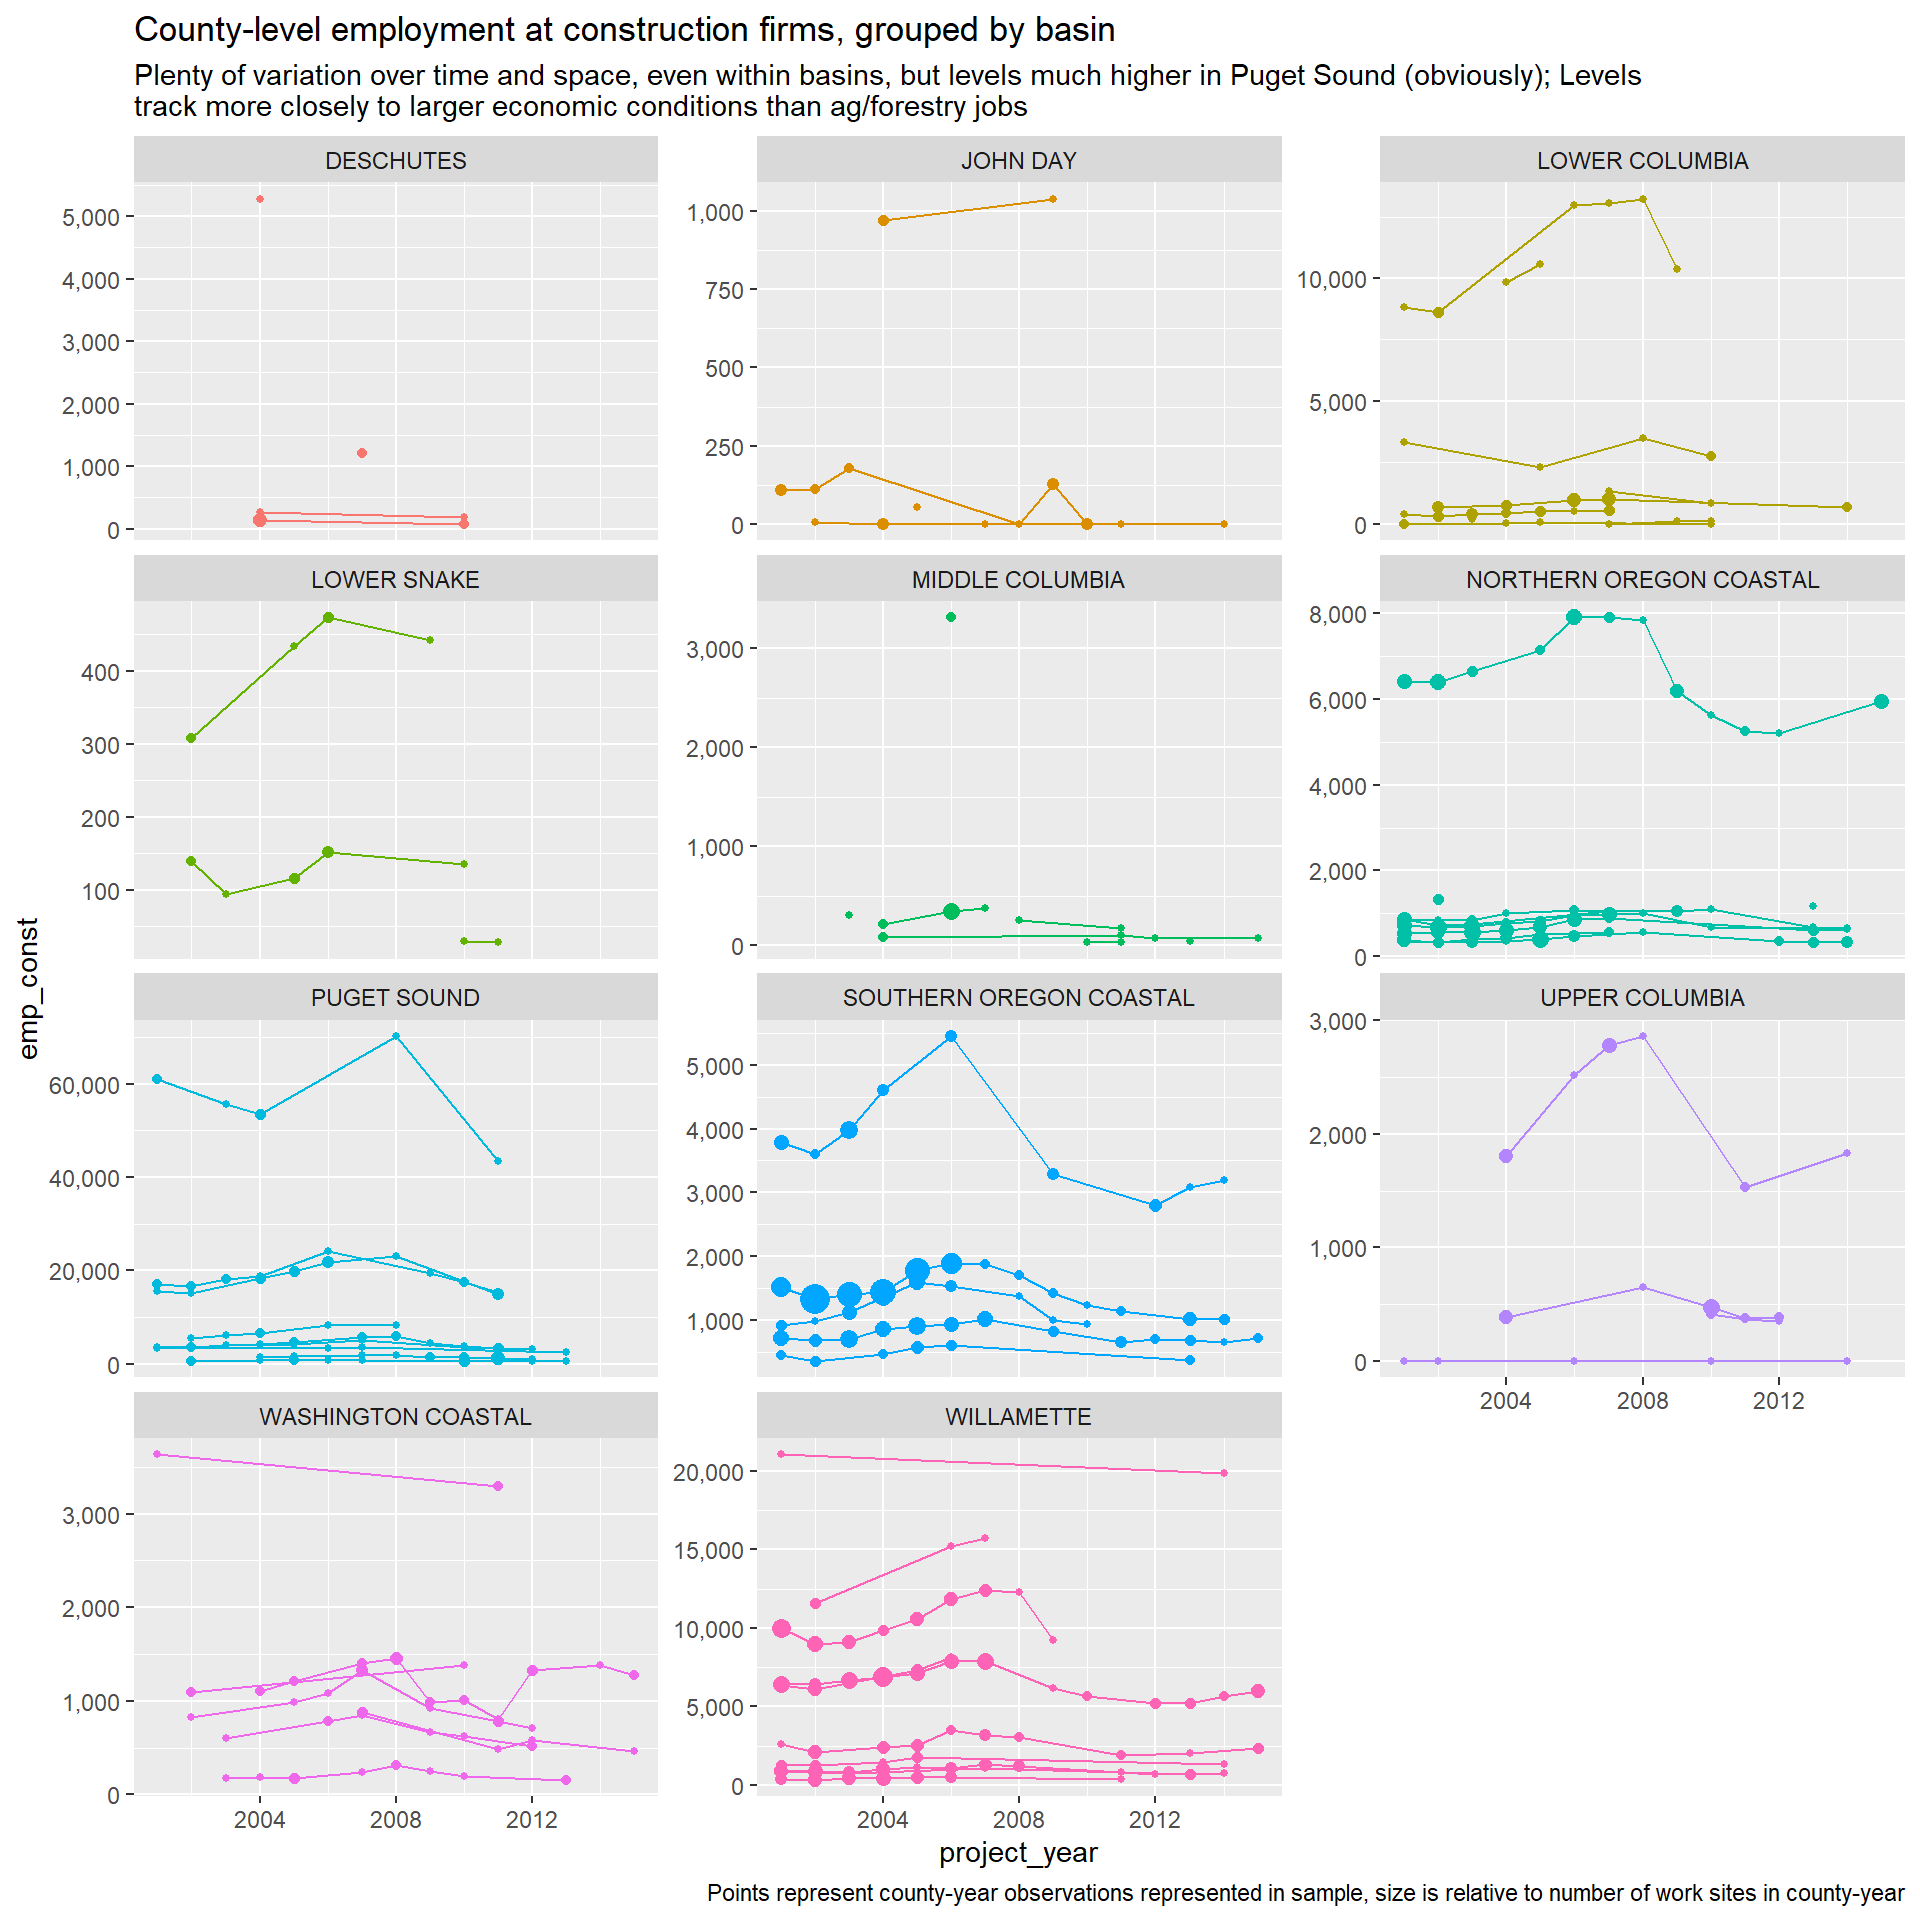 County-level employment at construction firms, grouped by basin
Plenty of variation over time and space, even within basins, but levels much higher in Puget Sound (obviously); Levels
track more closely to larger economic conditions than ag/forestry jobs
DESCHUTES
5,000
4,000
3,000
2,000
1,000
0
JOHN DAY
1,000
750
500
250
0
LOWER COLUMBIA
10,000
5,000
0
LOWER SNAKE
400
300
200
100
MIDDLE COLUMBIA
3,000
2,000
1,000
0
NORTHERN OREGON COASTAL
8,000
6,000
4,000
2,000
0
emp_const
PUGET SOUND
60,000
40,000
20,000
0
SOUTHERN OREGON COASTAL
5,000
4,000
3,000
2,000
1,000
UPPER COLUMBIA
3,000
2,000
1,000
0
2004 2008 2012
WASHINGTON COASTAL
3,000
2,000
1,000
0
2004 2008 2012
WILLAMETTE
20,000
15,000
10,000
5,000
0
2004 2008 2012
project_year
Points represent county-year observations represented in sample, size is relative to number of work sites in county-year